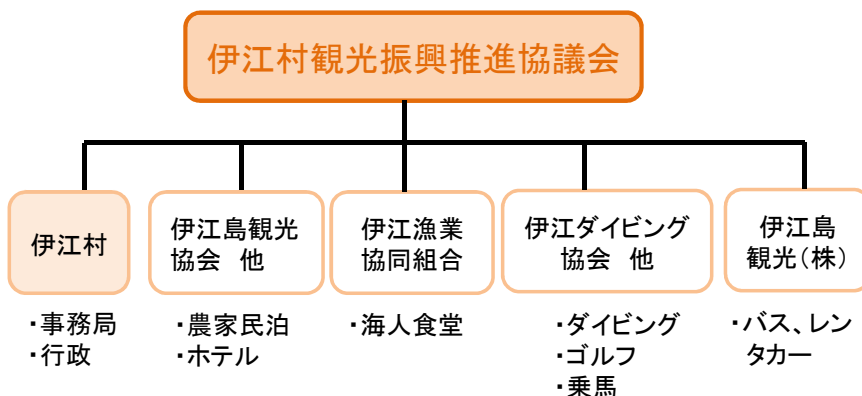 伊江村観光振興推進協議会
伊江村
伊江島観光
協会 他
伊江漁業
協同組合
伊江ダイビング
協会 他
伊江島
観光(株)
・事務局
・行政
・農家民泊
・ホテル
・海人食堂
・ダイビング
・ゴルフ
・乗馬
・バス、レン
タカー